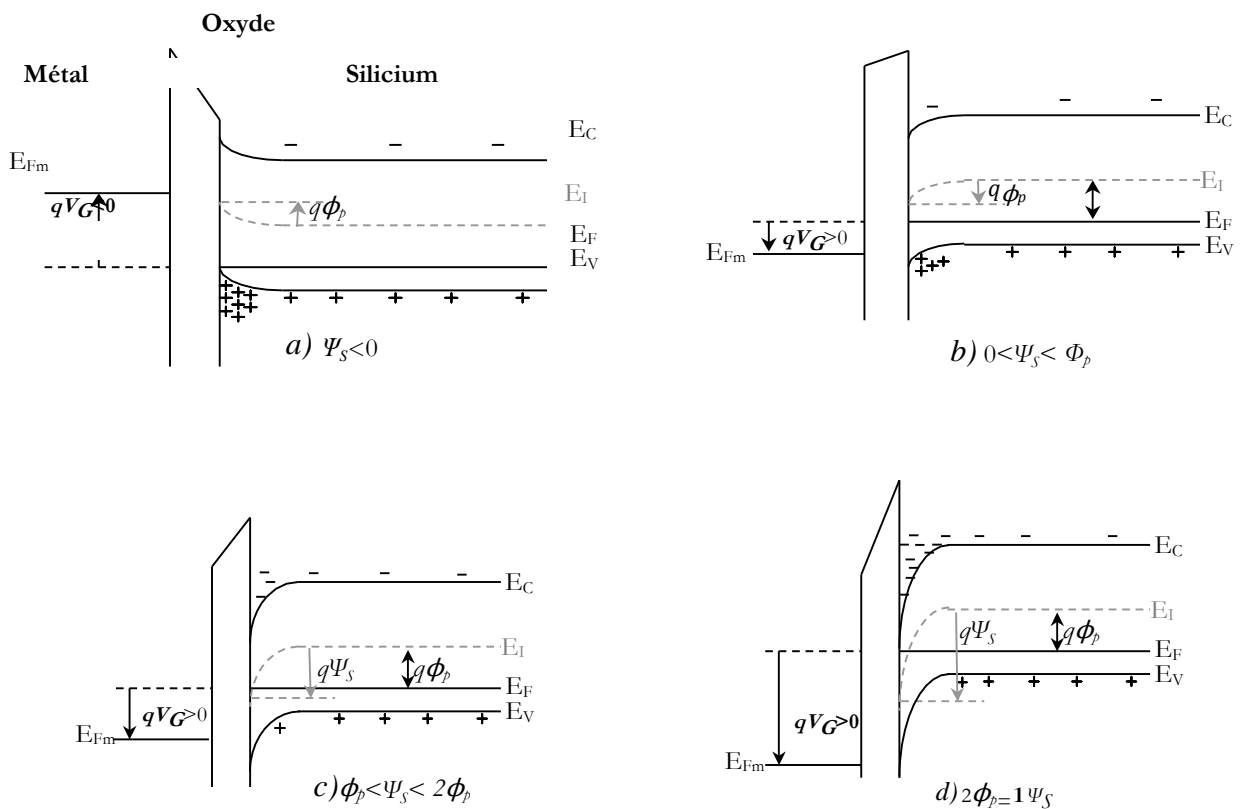 Oxyde
Métal
Silicium
E_C
E_Fm
E_I
qV_G<0
qϕ_p
E_F
E_V
a) Ψ_S<0
E_C
E_I
qϕ_p
E_F
qV_G>0
E_V
E_Fm
b) 0<Ψ_S< Φ_p
E_C
E_I
qΨ_S
qϕ_p
E_F
qV_G>0
E_V
E_Fm
c) ϕ_p<Ψ_S< 2ϕ_p
E_C
E_I
qΨ_S
qϕ_p
E_F
E_V
qV_G>0
E_Fm
d) 2ϕ_p=1Ψ_S